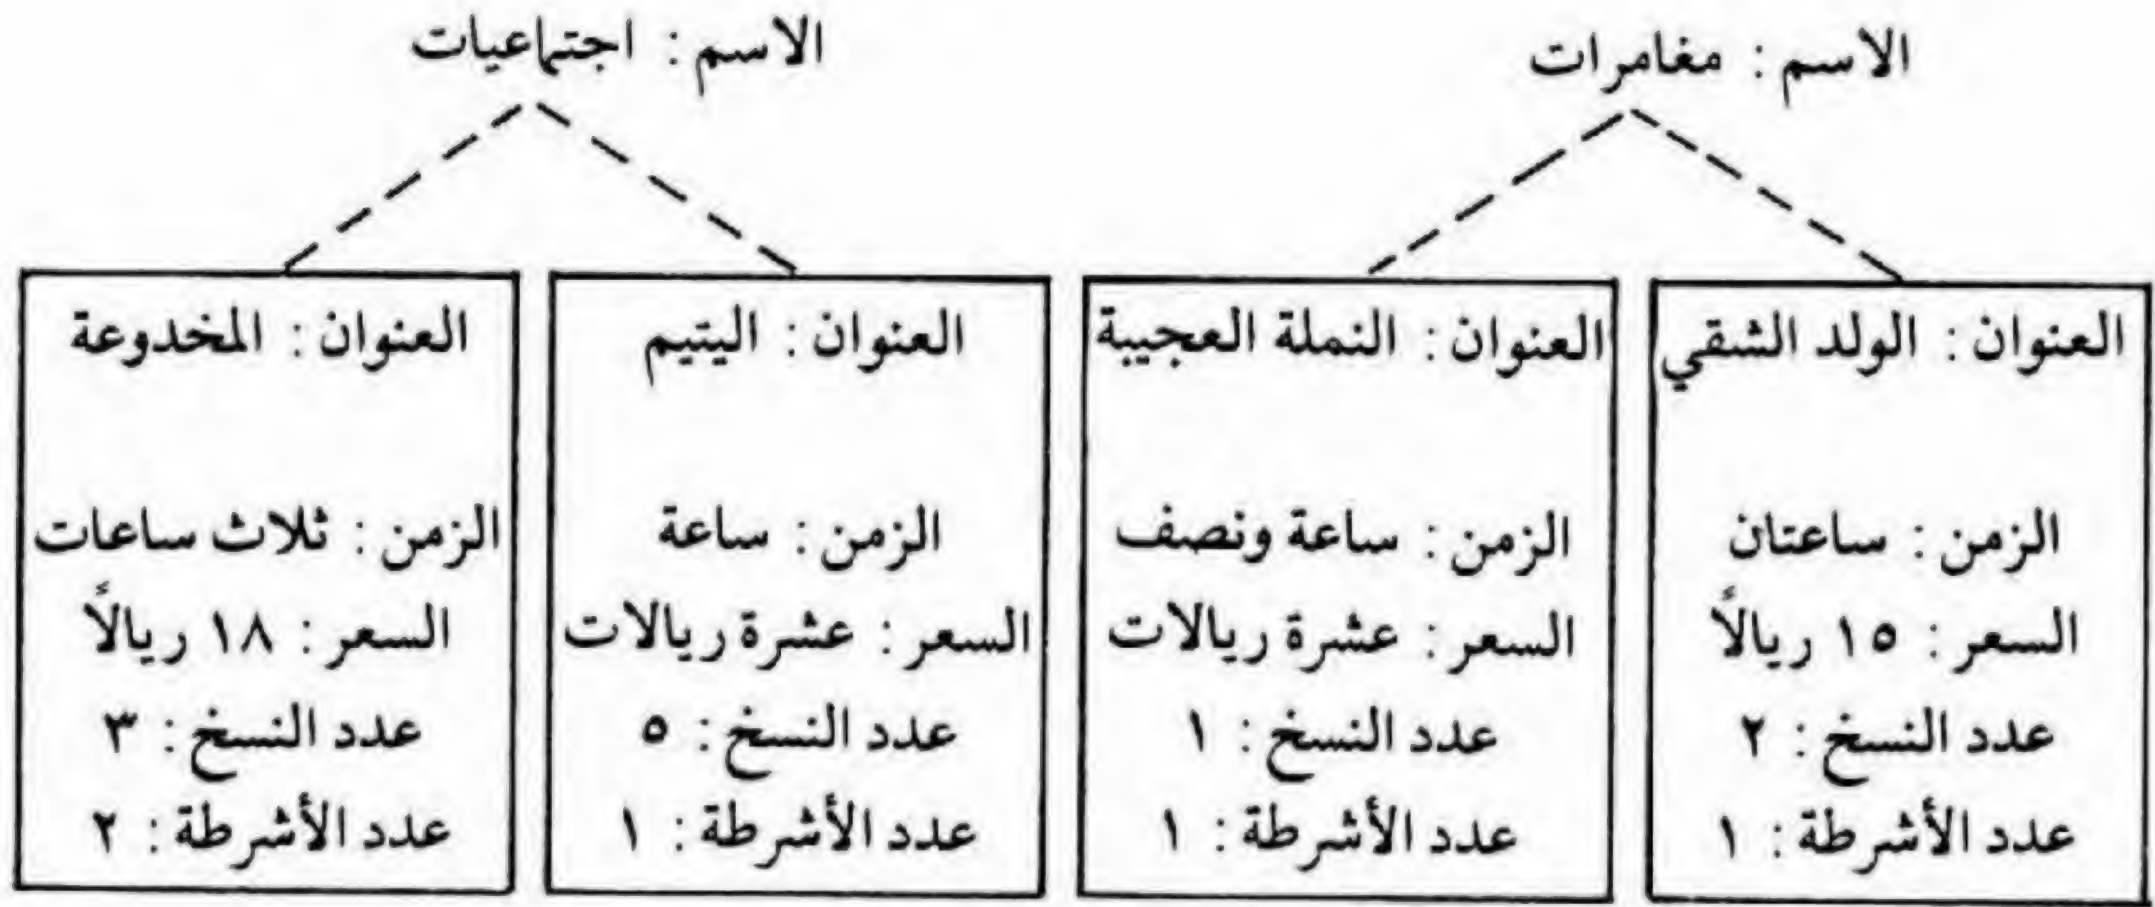 الاسم : مغامرات
الاسم : اجتماعيات
العنوان : الولد الشقي
الزمن : ساعتان
السعر : ١٥ ريالاً
عدد النسخ : ٢
عدد الأشرطة : ١
العنوان : النملة العجيبة
الزمن : ساعة ونصف
السعر : عشرة ريالات
عدد النسخ : ١
عدد الأشرطة : ١
العنوان : اليتيم
الزمن : ساعة
السعر : عشرة ريالات
عدد النسخ : ٥
عدد الأشرطة : ١
العنوان : المخدوعة
الزمن : ثلاث ساعات
السعر : ١٨ ريالاً
عدد النسخ : ٣
عدد الأشرطة : ٢